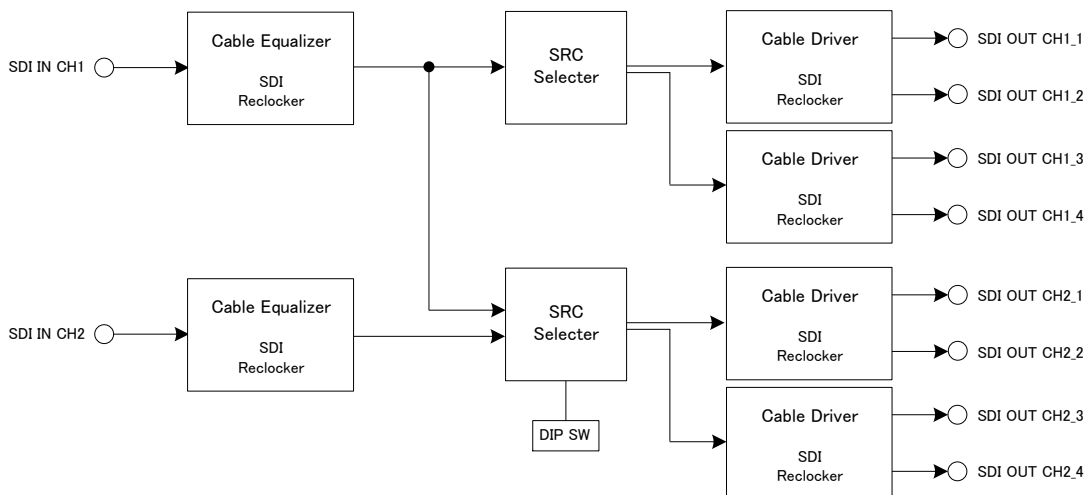 SDI IN CH1
Cable Equalizer
SDI
Reclocker
SRC
Selecter
Cable Driver
SDI
Reclocker
SDI OUT CH1_1
SDI OUT CH1_2
Cable Driver
SDI
Reclocker
SDI OUT CH1_3
SDI OUT CH1_4
SDI IN CH2
Cable Equalizer
SDI
Reclocker
SRC
Selecter
DIP SW
Cable Driver
SDI
Reclocker
SDI OUT CH2_1
SDI OUT CH2_2
Cable Driver
SDI
Reclocker
SDI OUT CH2_3
SDI OUT CH2_4